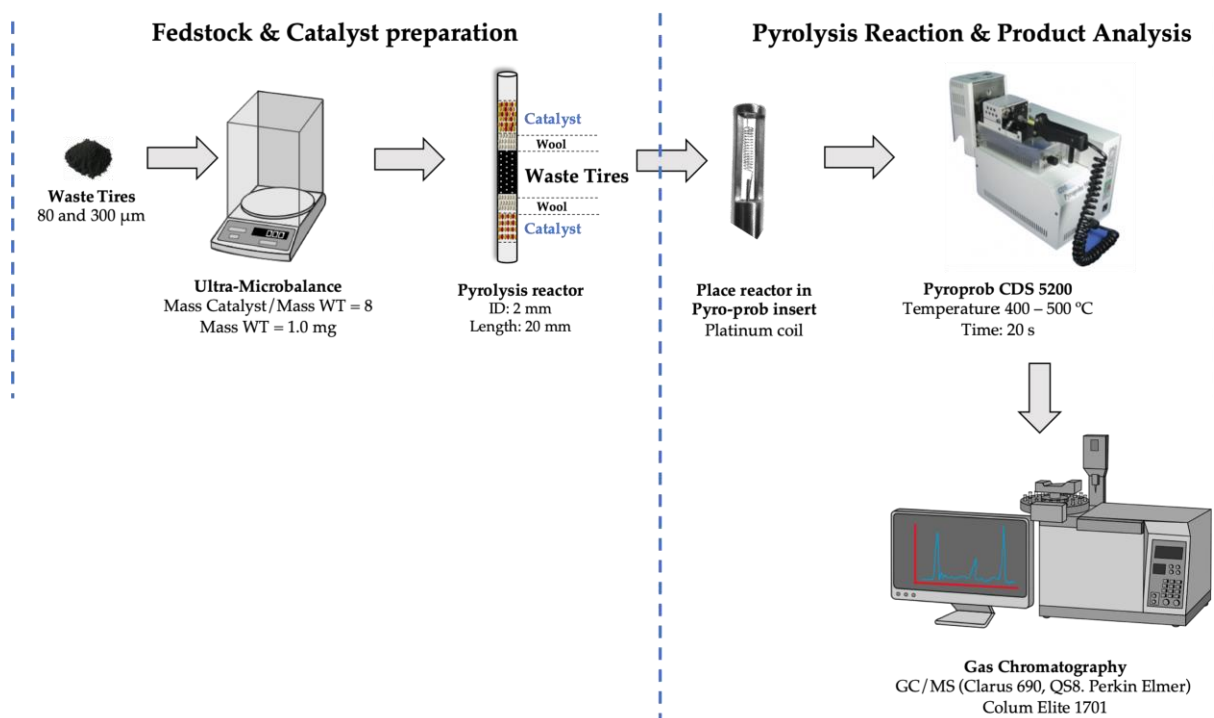 Fedstock & Catalyst preparation
Pyrolysis Reaction & Product Analysis
Waste Tires
80 and 300 µm
Ultra-Microbalance
Mass Catalyst/Mass WT = 8
Mass WT = 1.0 mg
Catalyst
Wool
Waste Tires
Wool
Catalyst
Pyrolysis reactor
ID: 2 mm
Length: 20 mm
Place reactor in
Pyro-prob insert
Platinum coil
Pyroprob CDS 5200
Temperature: 400 – 500 ºC
Time: 20 s
Gas Chromatography
GC/MS (Clarus 690, QS8. Perkin Elmer)
Colum Elite 1701